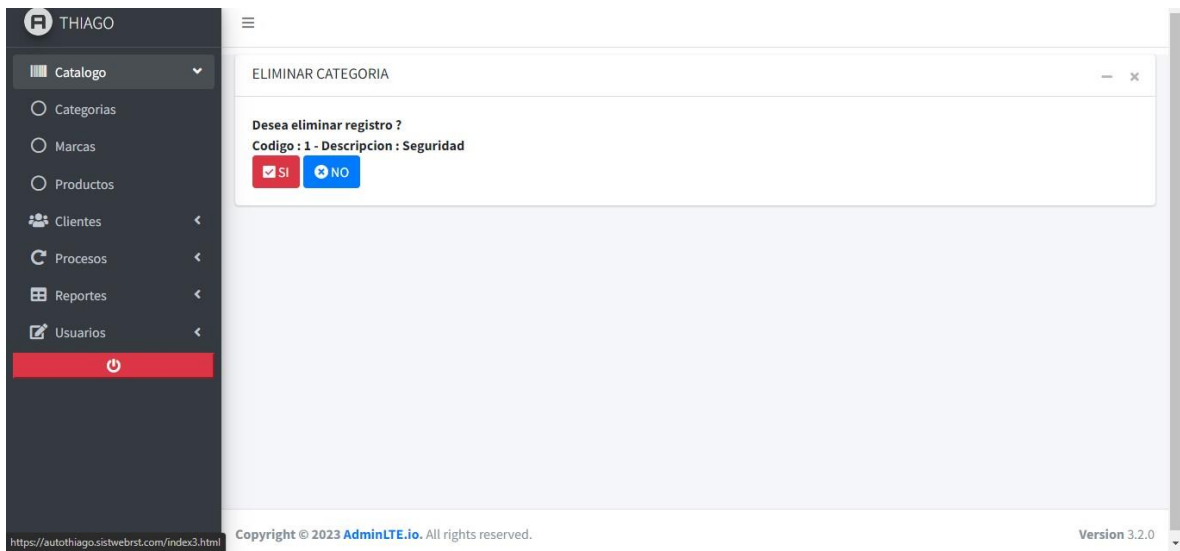 THIAGO
Catalogo
Categorias
Marcas
Productos
Clientes
Procesos
Reportes
Usuarios
ELIMINAR CATEGORIA
Desea eliminar registro ?
Codigo : 1 - Descripcion : Seguridad
SI NO
Copyright © 2023 AdminLTE.io. All rights reserved. Version 3.2.0
https://autothiago.sistwebrst.com/index3.html